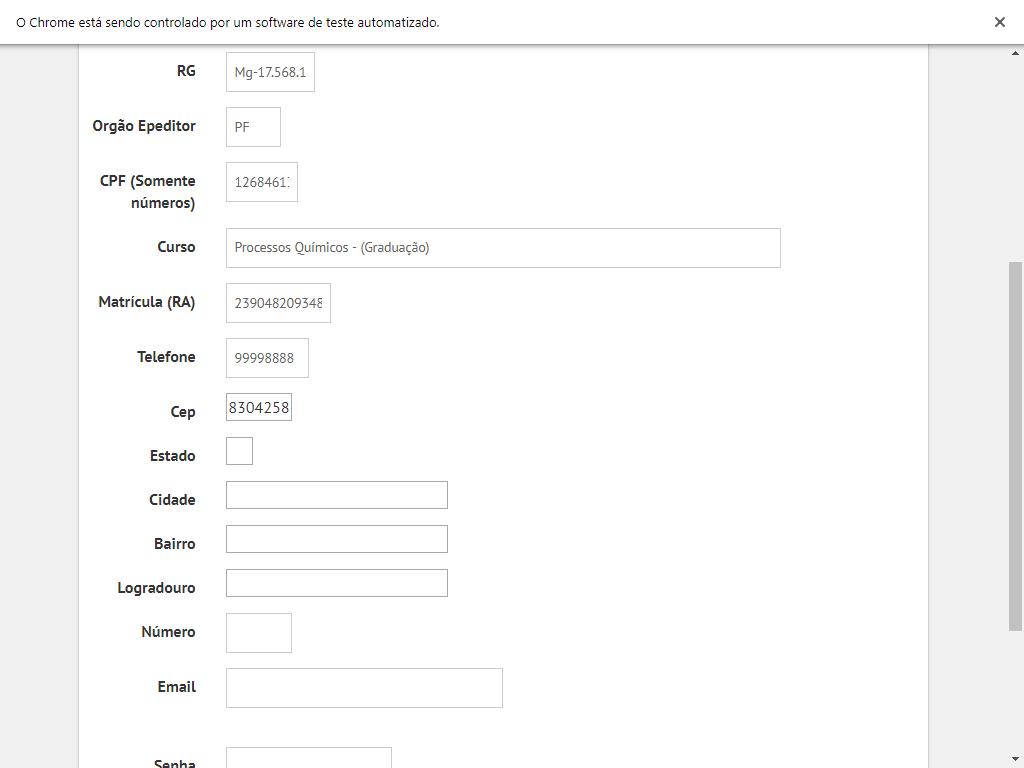 O Chrome está sendo controlado por um software de teste automatizado.
RG
Mg-17.568.1
Orgão Epeditor
PF
CPF (Somente
números)
1268461
Curso
Processos Químicos - (Graduação)
Matrícula (RA)
239048209348
Telefone
99998888
Cep
8304258
Estado
Cidade
Bairro
Logradouro
Número
Email
Senha